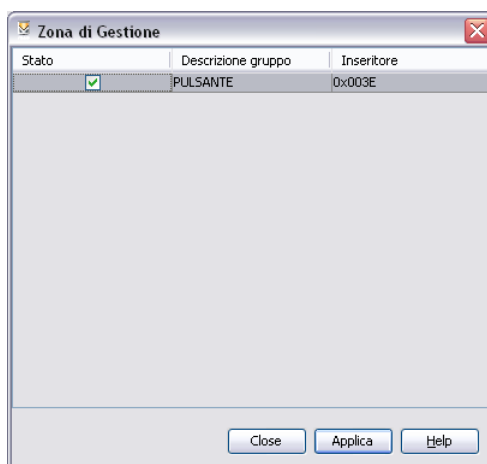 Zona di Gestione
Stato Descrizione gruppo Inseritore
PULSANTE 0x003E
Close Applica Help